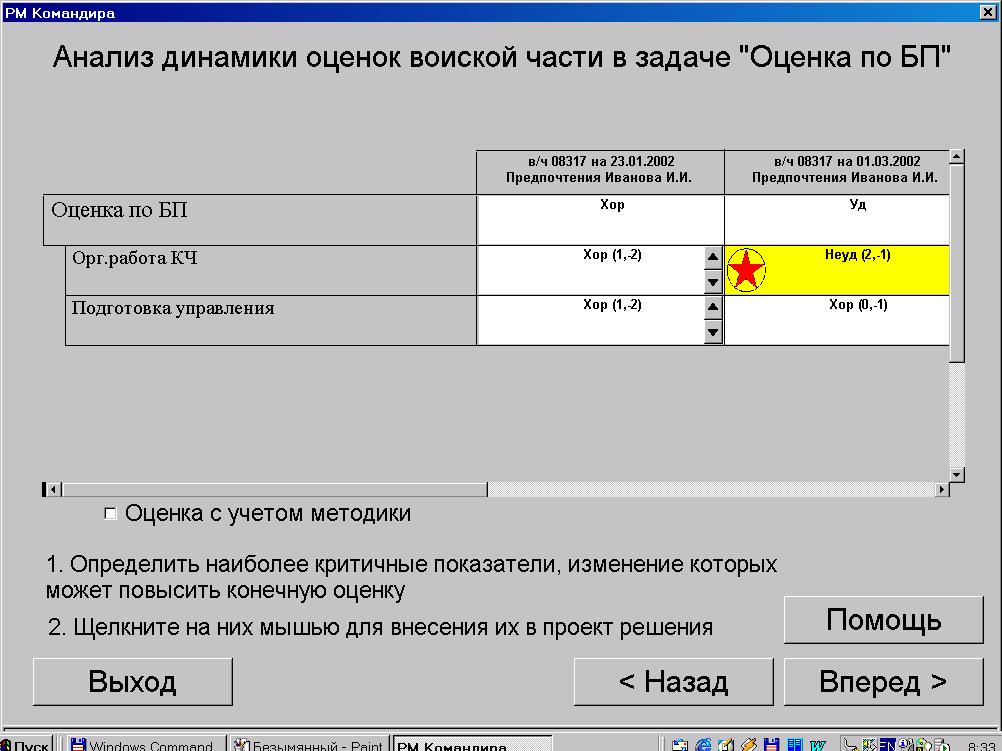 РМ Командира
Анализ динамики оценок воиской части в задаче "Оценка по БП"
в/ч 08317 на 23.01.2002
Предпочтения Иванова И.И.
в/ч 08317 на 01.03.2002
Предпочтения Иванова И.И.
Оценка по БП
Хор
Уд
Орг.работа КЧ
Хор (1,-2)
Неуд (2,-1)
Подготовка управления
Хор (1,-2)
Хор (0,-1)
Оценка с учетом методики
1. Определить наиболее критичные показатели, изменение которых
может повысить конечную оценку
2. Щелкните на них мышью для внесения их в проект решения
Помощь
Выход
< Назад
Вперед >
Пуск
Windows Command
Безымянный - Paint
РМ Командира
EN
8:33